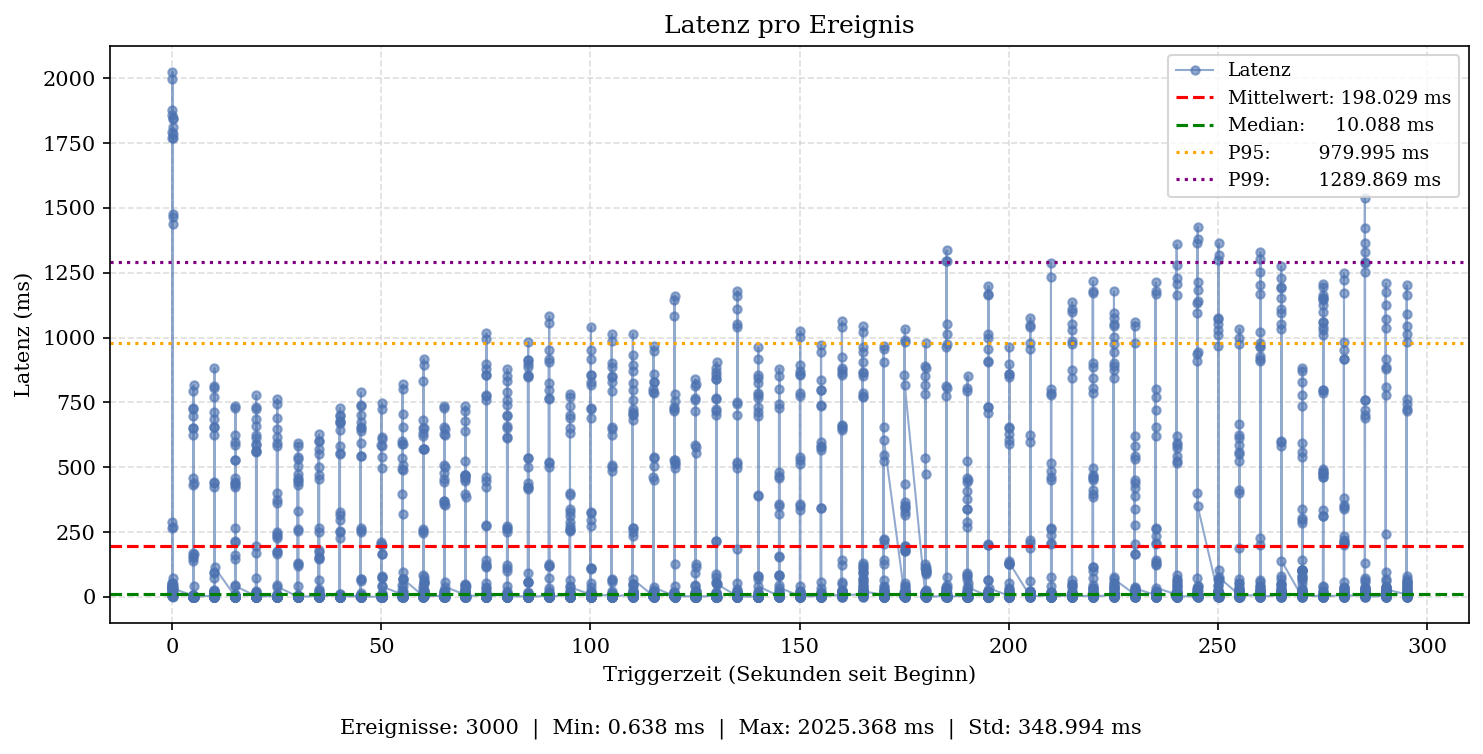 Latenz pro Ereignis
Latenz (ms)
2000
1750
1500
1250
1000
750
500
250
0
Latenz
Mittelwert: 198.029 ms
Median: 10.088 ms
P95: 979.995 ms
P99: 1289.869 ms
0 50 100 150 200 250 300
Triggerzeit (Sekunden seit Beginn)
Ereignisse: 3000 | Min: 0.638 ms | Max: 2025.368 ms | Std: 348.994 ms